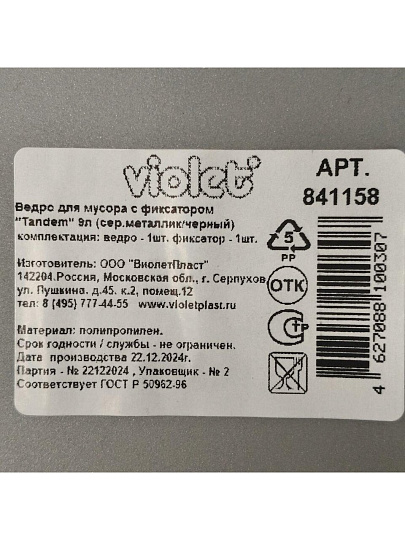 violet
АРТ.
841158
Ведро для мусора с фиксатором
"Tandem" 9л (сер.металлик/черный)
комплектация: ведро - 1шт. фиксатор - 1шт.
Изготовитель: ООО "ВиолетПласт"
142204.Россия, Московская обл., г. Серпухов
ул. Пушкина. д.45. к.2, помещ.12
тел: 8 (495) 777-44-55 www.violetplast.ru
Материал: полипропилен.
Срок годности / службы - не ограничен.
Дата производства 22.12.2024г.
Партия - № 22122024 , Упаковщик - № 2
Соответствует ГОСТ Р 50962-96
5
PP
ОТК
4 627088 100307